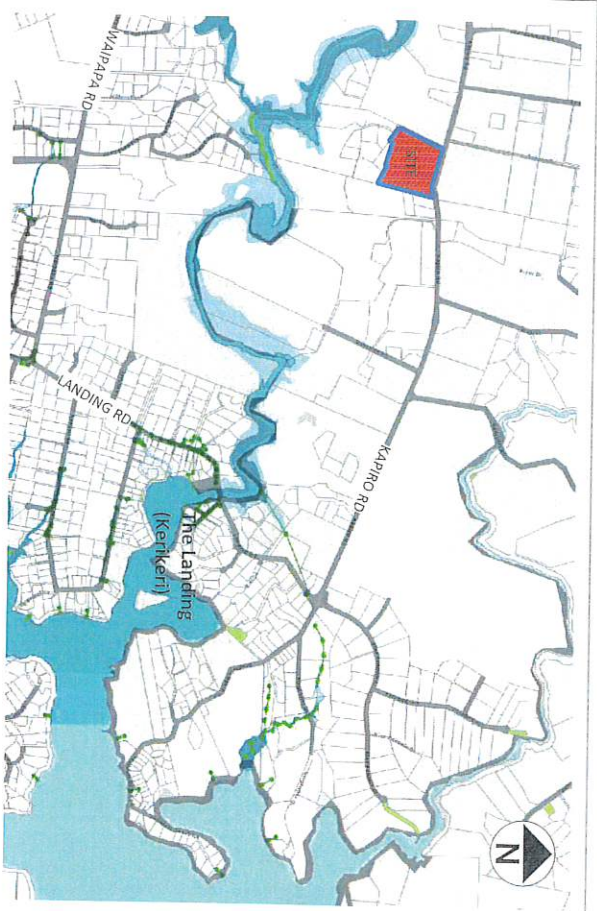 WAIPAPA RD
SITE
KAPIRO RD
LANDING RD
The Landing
(Kerikeri)
N